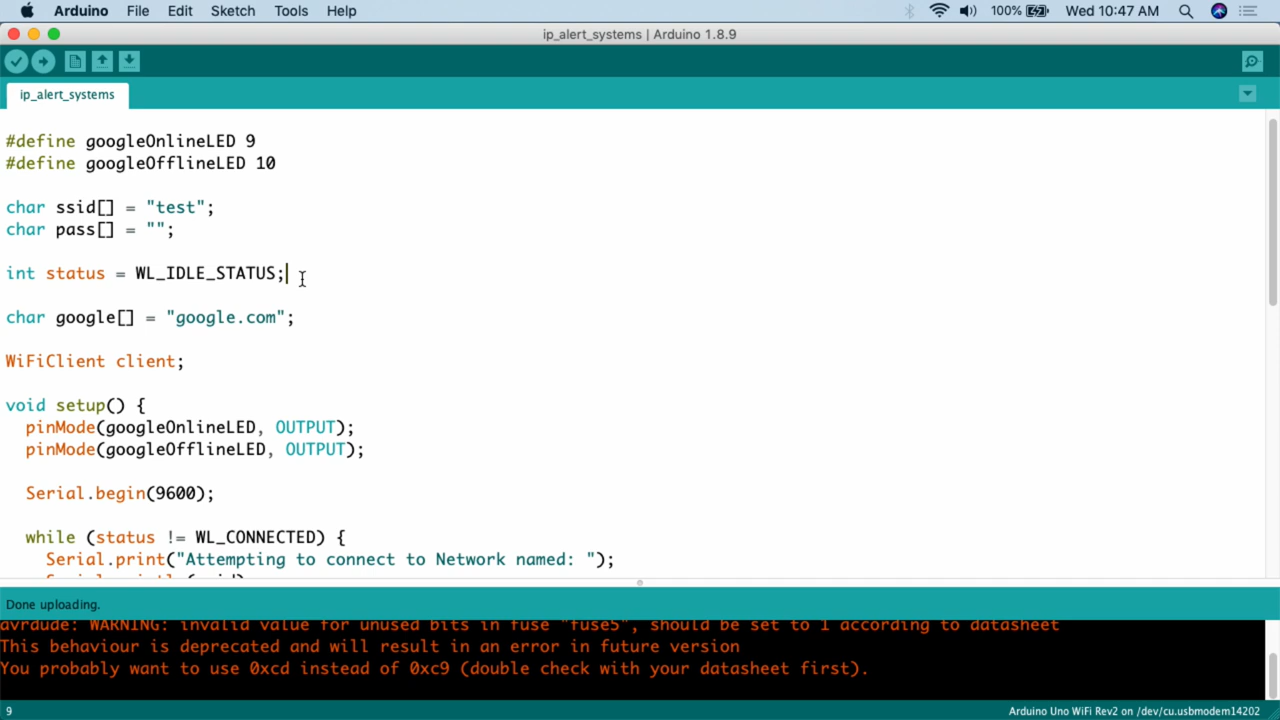 Arduino File Edit Sketch Tools Help 100% Wed 10:47 AM
ip_alert_systems | Arduino 1.8.9
ip_alert_systems
#define googleOnlineLED 9
#define googleOfflineLED 10
char ssid[] = "test";
char pass[] = "";
int status = WL_IDLE_STATUS;
char google[] = "google.com";
WiFiClient client;
void setup() {
pinMode(googleOnlineLED, OUTPUT);
pinMode(googleOfflineLED, OUTPUT);
Serial.begin(9600);
while (status != WL_CONNECTED) {
Serial.print("Attempting to connect to Network named: ");
Done uploading.
avrdude: WARNING: invalid value for unused bits in fuse "fuse5", should be set to 1 according to datasheet
This behaviour is deprecated and will result in an error in future version
You probably want to use 0xcd instead of 0xc9 (double check with your datasheet first).
9 Arduino Uno WiFi Rev2 on /dev/cu.usbmodem14202